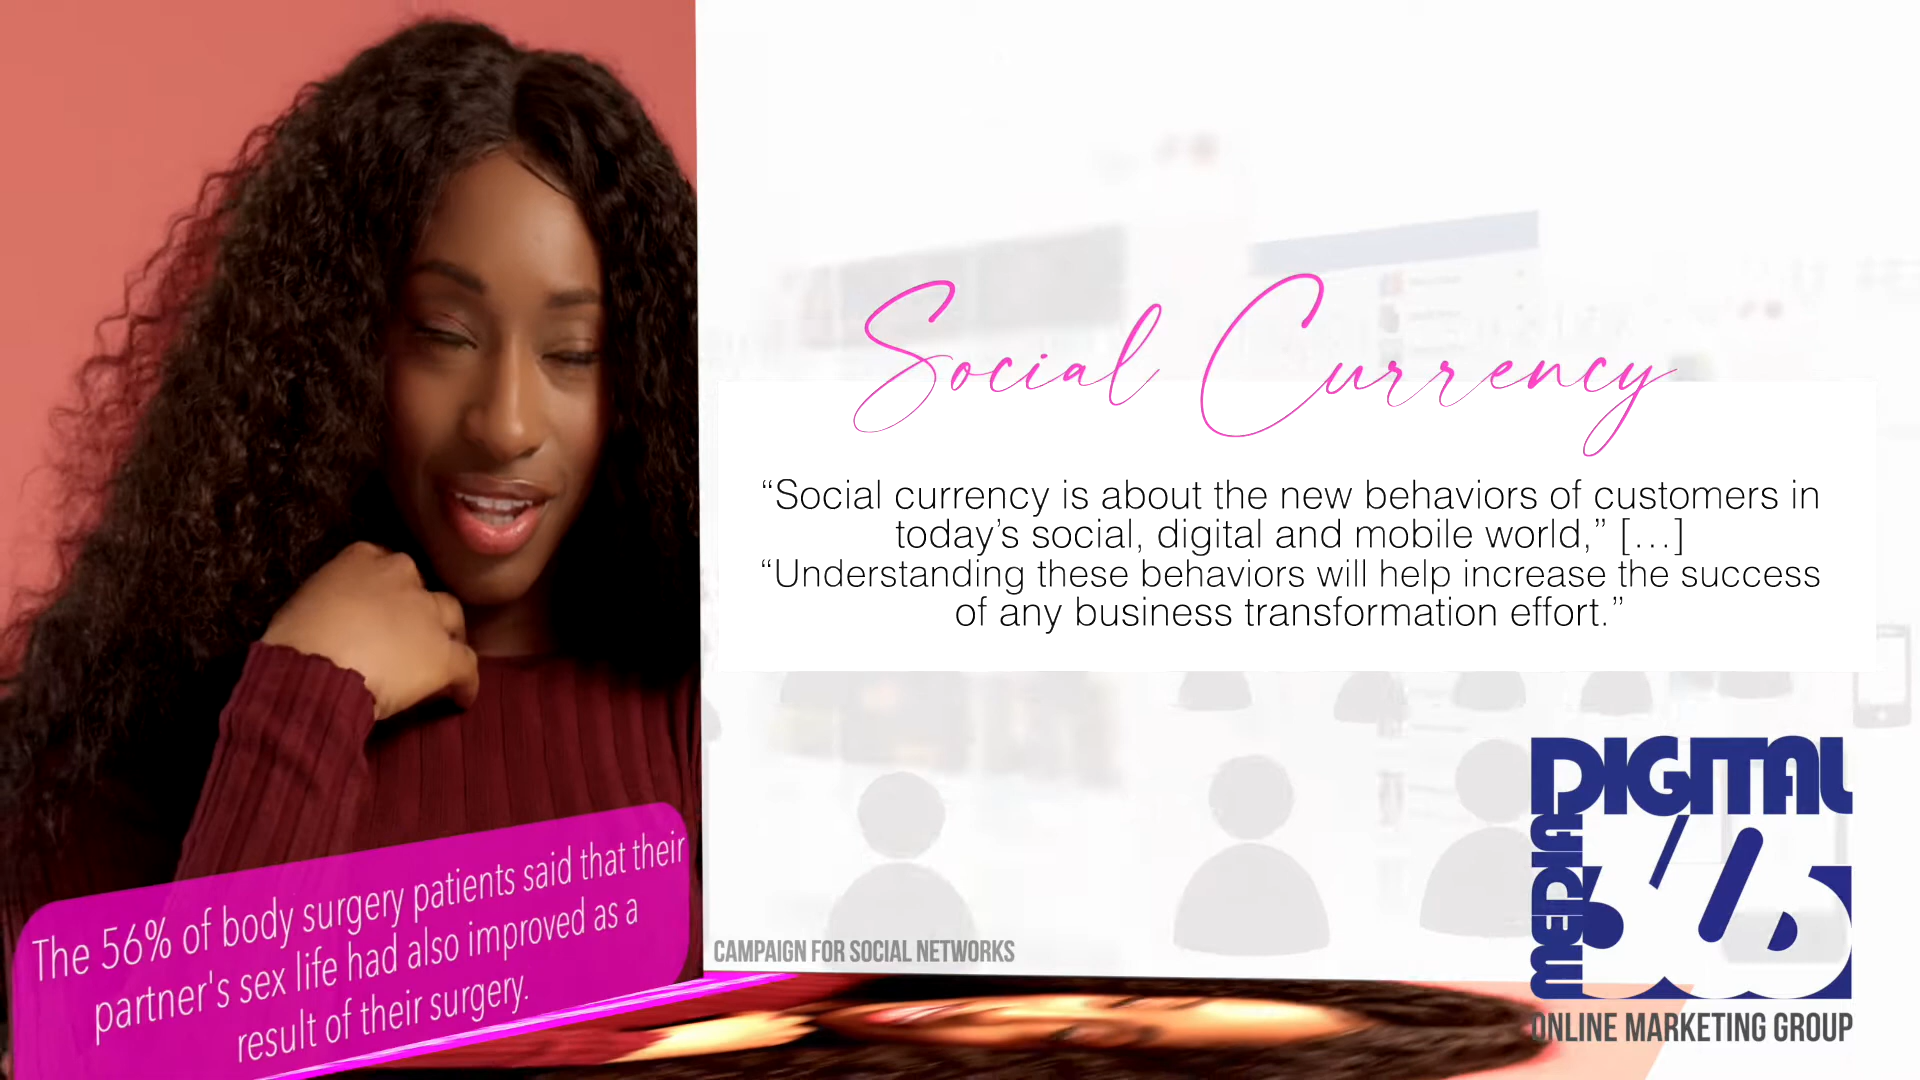 Social Currency
“Social currency is about the new behaviors of customers in
today’s social, digital and mobile world,” […]
“Understanding these behaviors will help increase the success
of any business transformation effort.”
The 56% of body surgery patients said that their
partner's sex life had also improved as a
result of their surgery.
CAMPAIGN FOR SOCIAL NETWORKS
DIGITAL
MEDIA
ONLINE MARKETING GROUP